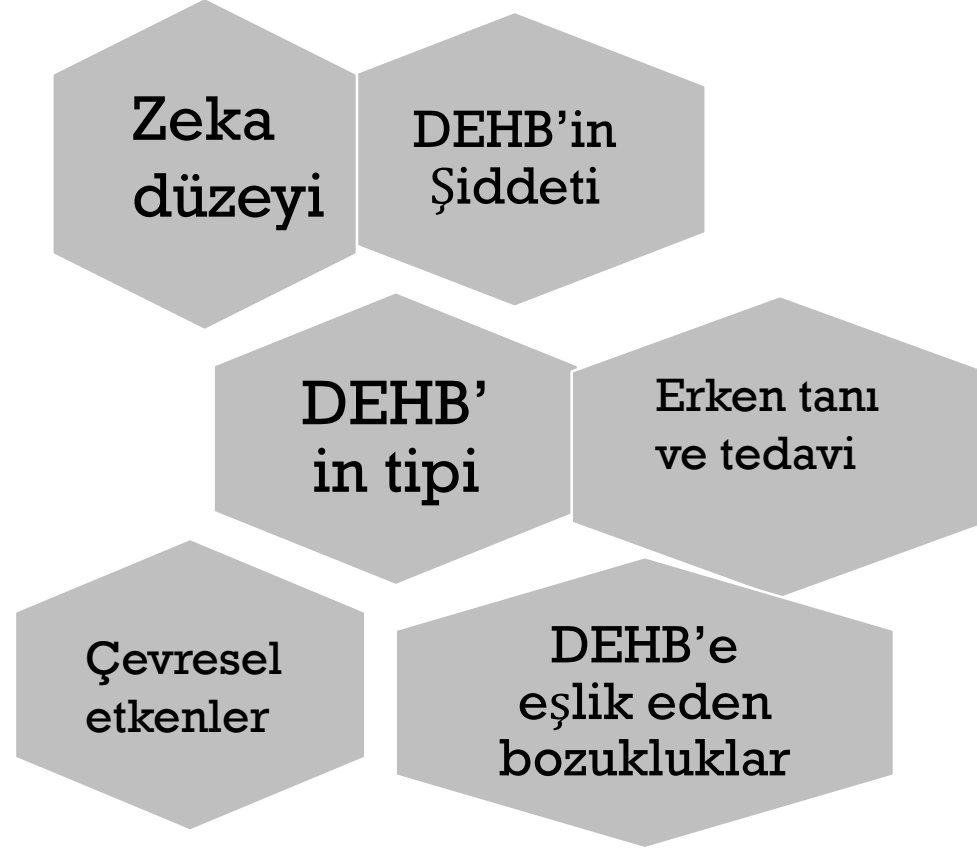 Zeka
düzeyi
DEHB’in
Şiddeti
DEHB’
in tipi
Erken tanı
ve tedavi
Çevresel
etkenler
DEHB’e
eşlik eden
bozukluklar